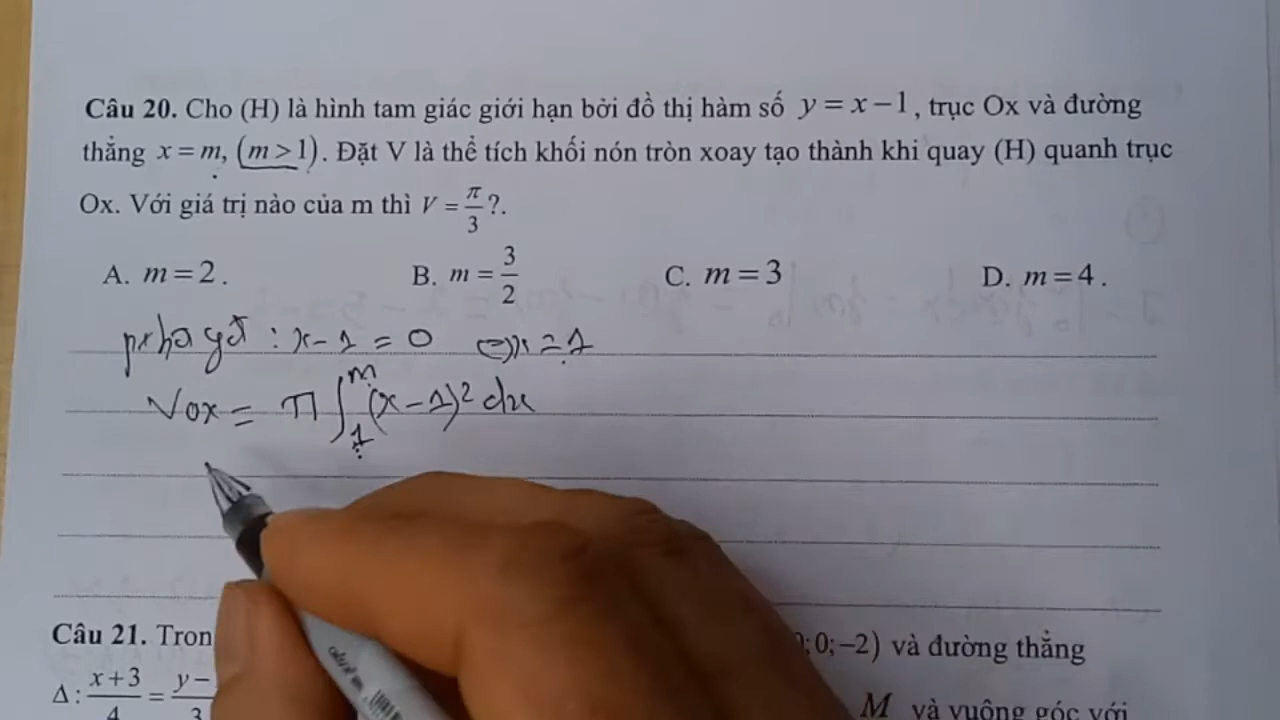 Câu 20. Cho (H) là hình tam giác giới hạn bởi đồ thị hàm số y = x − 1, trục Ox và đường
thẳng x = m, (m > 1). Đặt V là thể tích khối nón tròn xoay tạo thành khi quay (H) quanh trục
Ox. Với giá trị nào của m thì V = π/3 ?.
A. m = 2. B. m = 3/2 C. m = 3 D. m = 4.
: x - 1 = 0 x = 1
Vox = π∫₁ᵐ (x - 1)² dx
Câu 21. ;0;−2) và đường thẳng
Δ: x+3/4 = M và vuông góc với